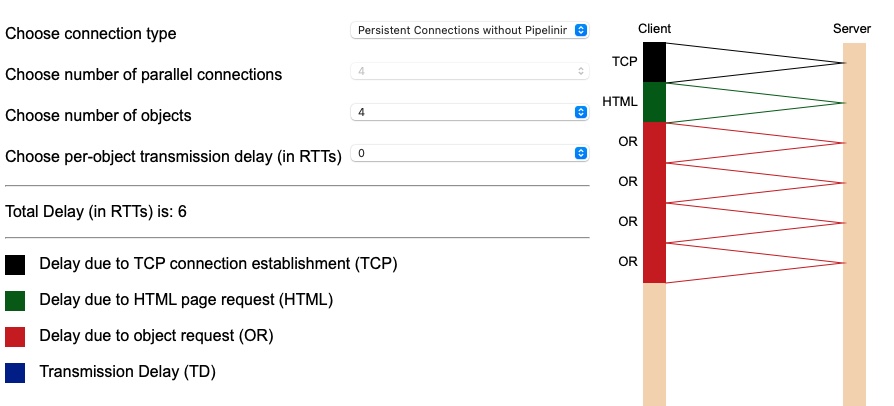 Choose connection type
Persistent Connections without Pipelinir
Choose number of parallel connections
4
Choose number of objects
4
Choose per-object transmission delay (in RTTs)
0
Total Delay (in RTTs) is: 6
Delay due to TCP connection establishment (TCP)
Delay due to HTML page request (HTML)
Delay due to object request (OR)
Transmission Delay (TD)
Client
Server
TCP
HTML
OR
OR
OR
OR